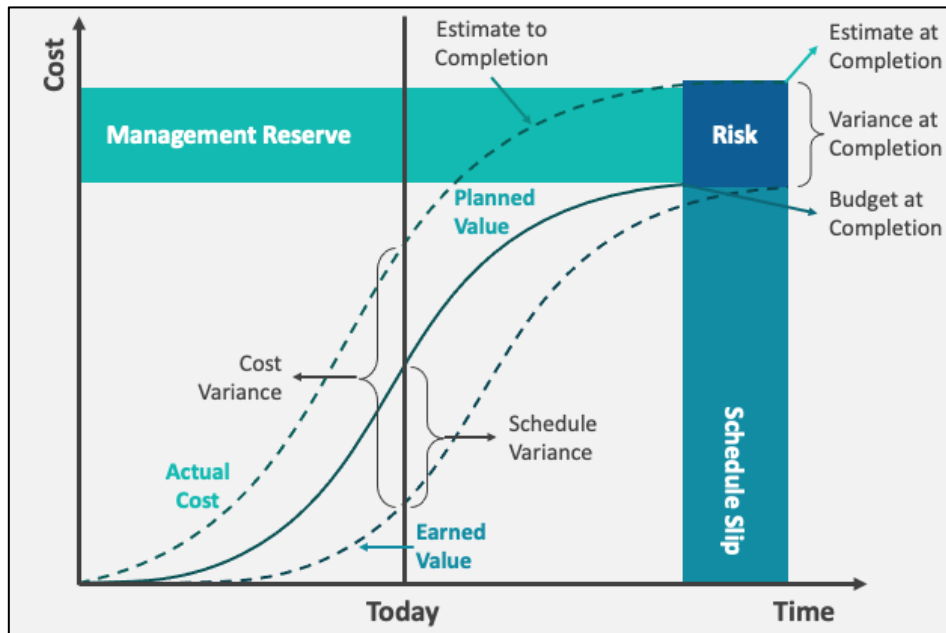 Cost
Estimate to
Completion
Estimate at
Completion
Management Reserve
Risk
Variance at
Completion
Planned
Value
Budget at
Completion
Cost
Variance
Schedule
Variance
Actual
Cost
Earned
Value
Schedule Slip
Today
Time